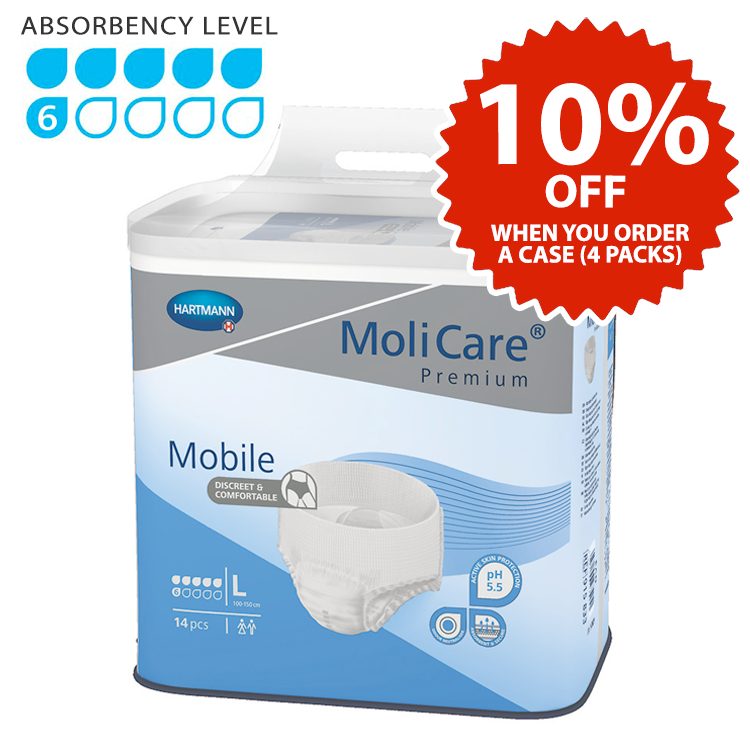 ABSORBENCY LEVEL
6
10%
OFF
WHEN YOU ORDER
A CASE (4 PACKS)
HARTMANN
MoliCare®
Premium
Mobile
DISCREET &
COMFORTABLE
ACTIVE SKIN PROTECTION
pH
5.5
6
L
100-150 cm
14 pcs